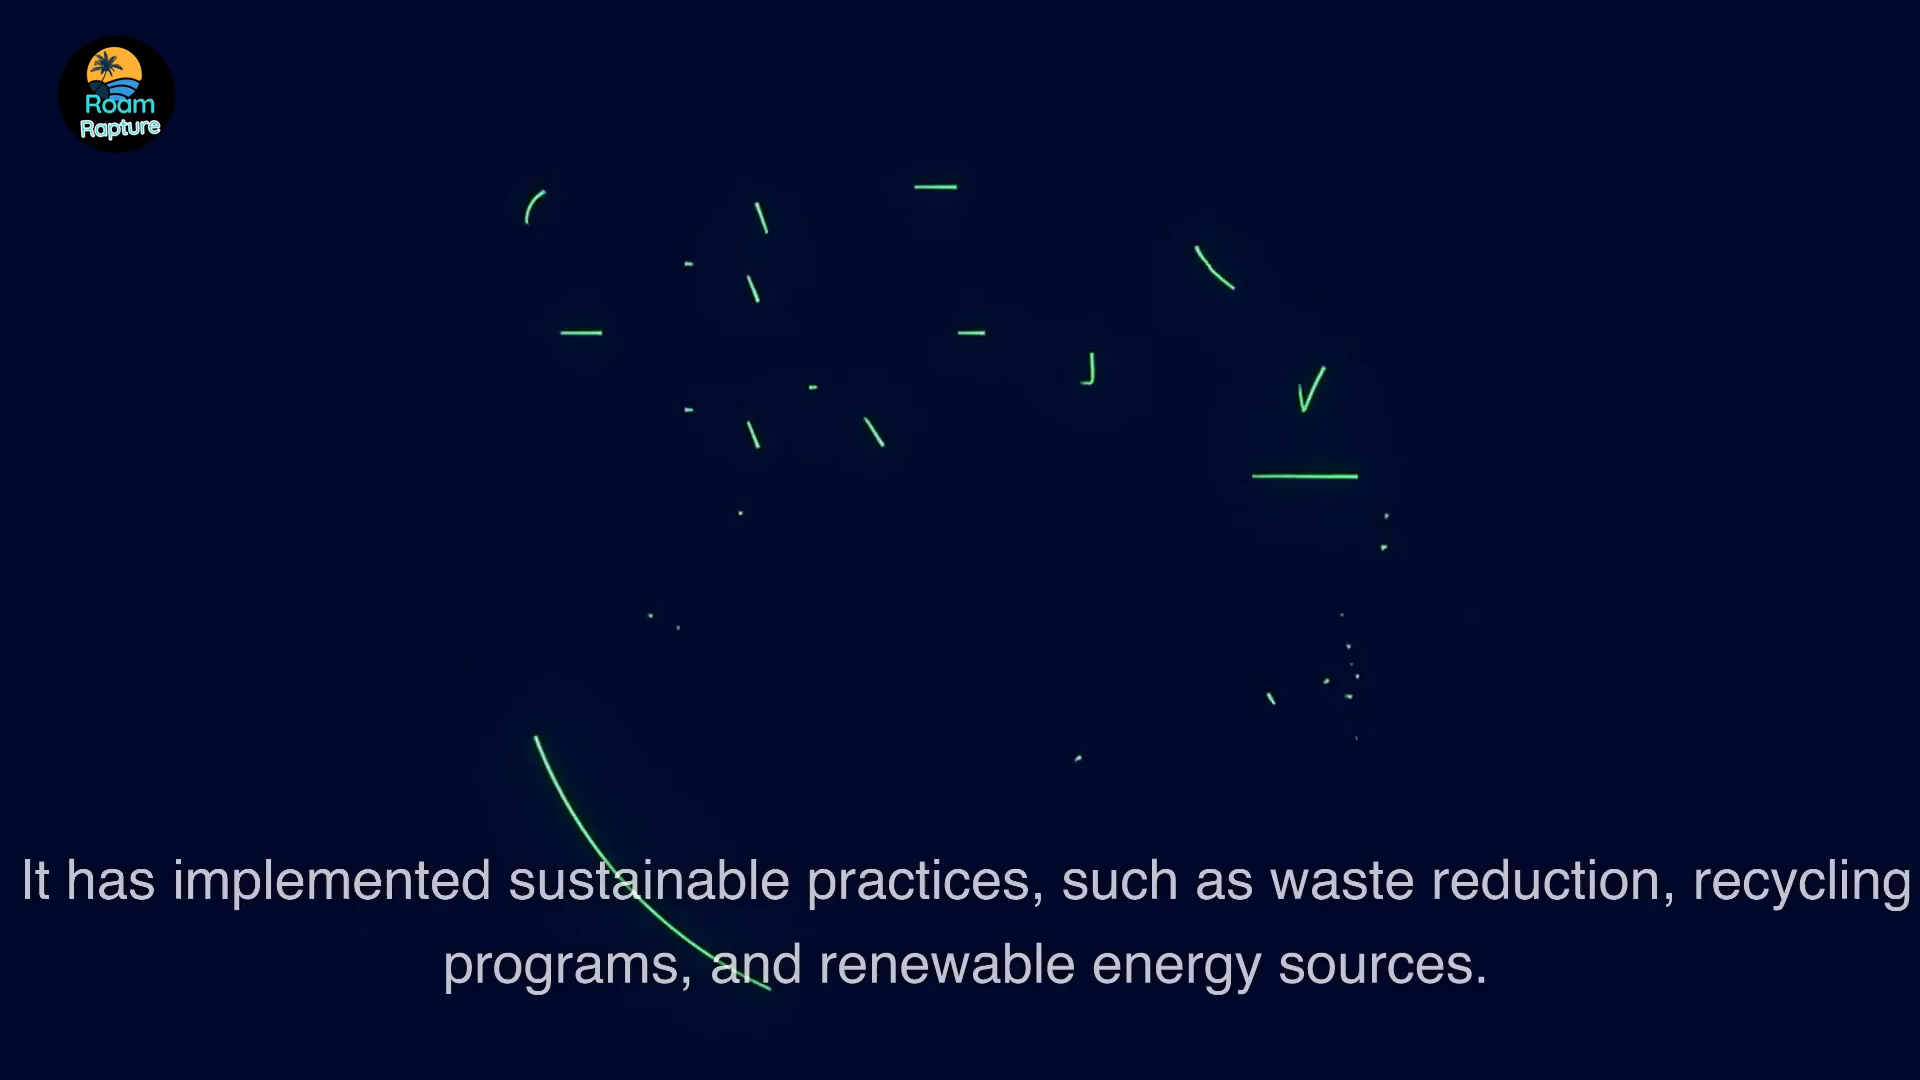 Roam
Rapture
It has implemented sustainable practices, such as waste reduction, recycling
programs, and renewable energy sources.